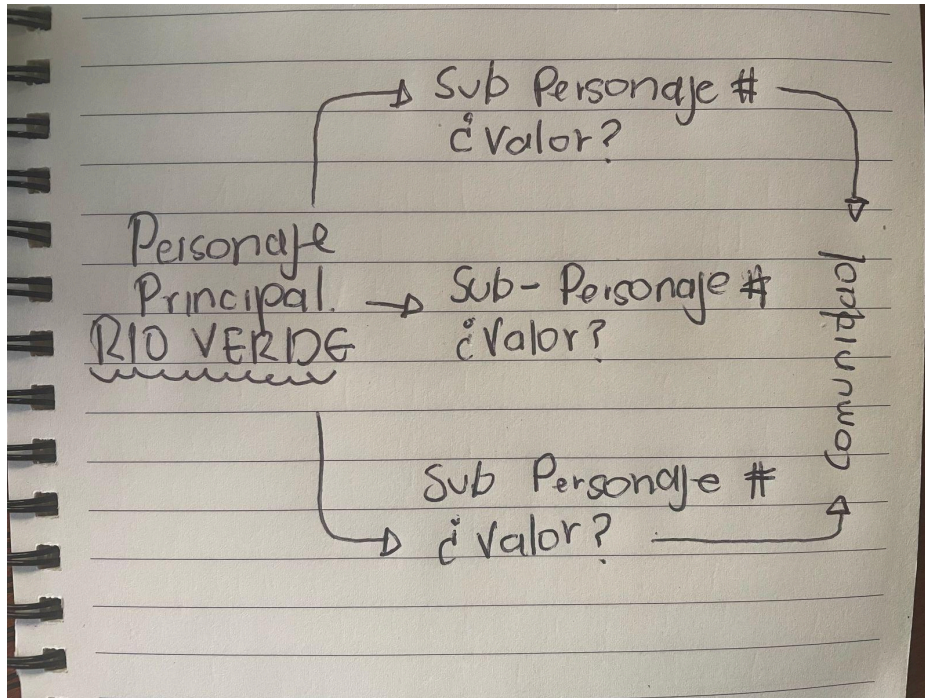 Sub Personaje #
¿Valor?
Personaje
Principal.
RIO VERDE
Sub-Personaje #
¿Valor?
Sub Personaje #
¿Valor?
Comunidad